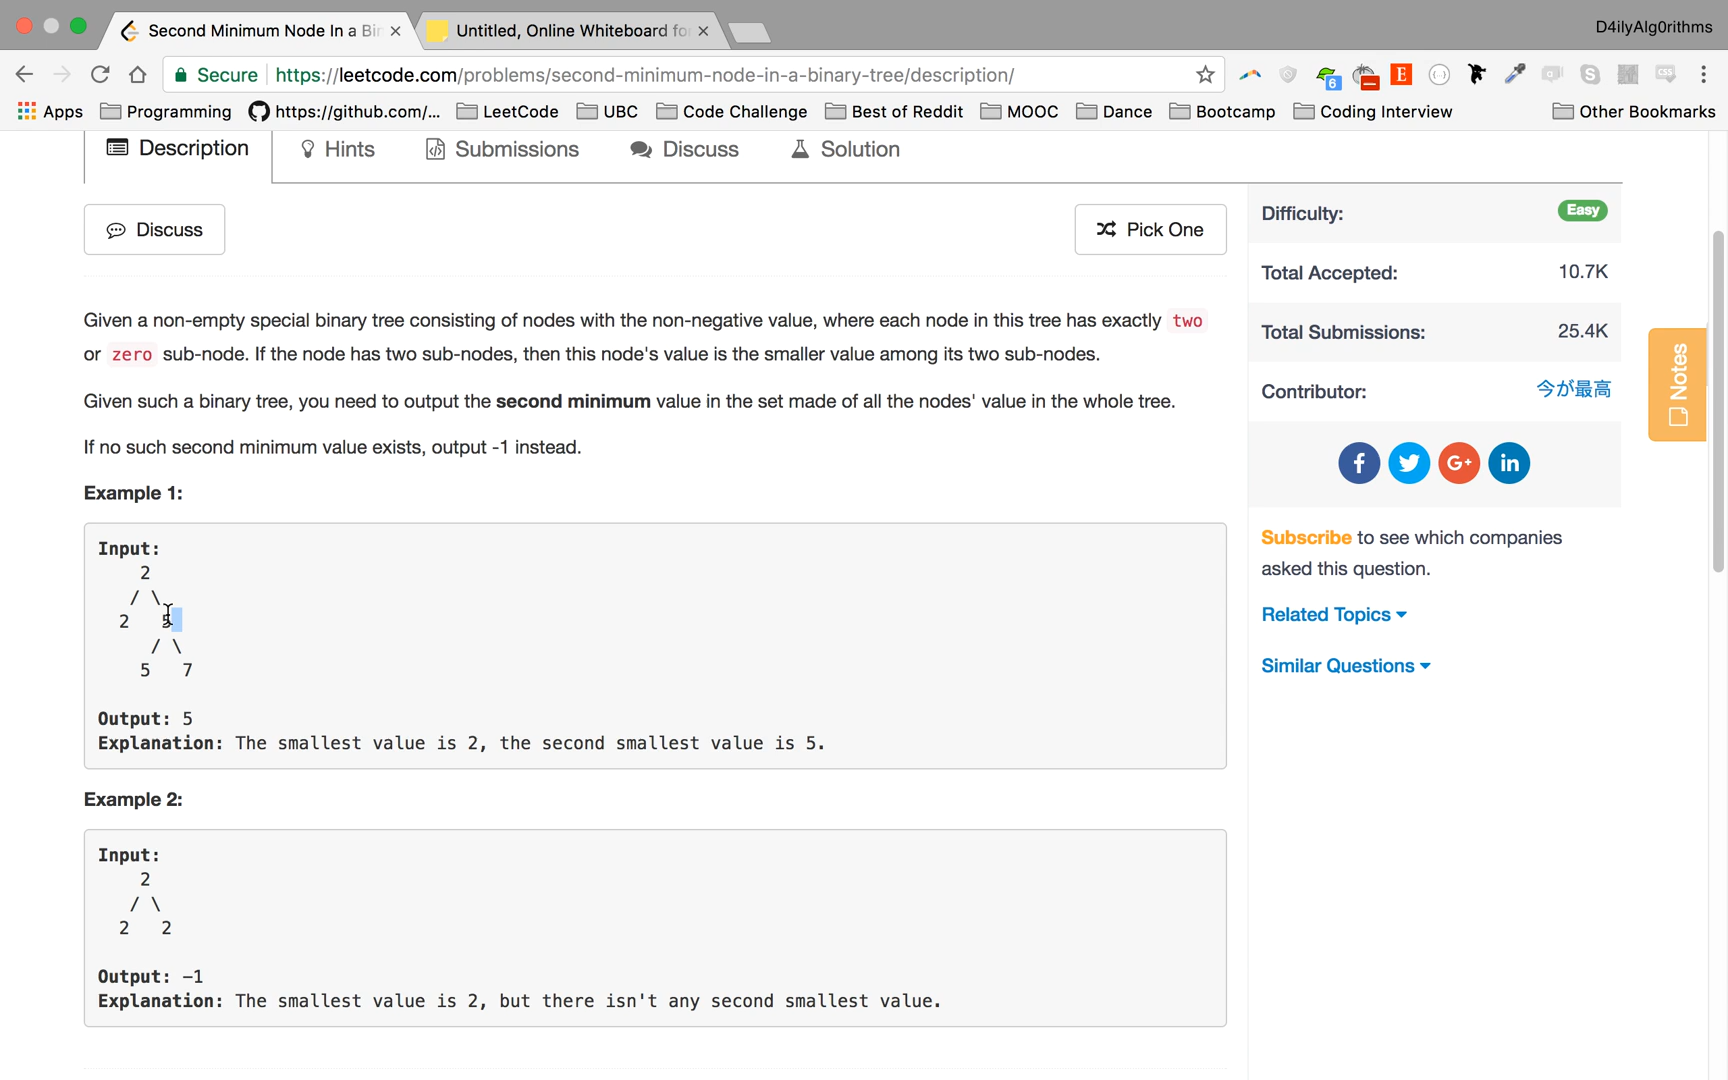 Second Minimum Node In a Bi
Untitled, Online Whiteboard fo
D4ilyAlg0rithms
Secure https://leetcode.com/problems/second-minimum-node-in-a-binary-tree/description/
Apps Programming https://github.com/... LeetCode UBC Code Challenge Best of Reddit MOOC Dance Bootcamp Coding Interview Other Bookmarks
Description Hints Submissions Discuss Solution
Discuss
Pick One
Given a non-empty special binary tree consisting of nodes with the non-negative value, where each node in this tree has exactly two
or zero sub-node. If the node has two sub-nodes, then this node's value is the smaller value among its two sub-nodes.
Given such a binary tree, you need to output the second minimum value in the set made of all the nodes' value in the whole tree.
If no such second minimum value exists, output -1 instead.
Example 1:
Input:
2
/ \
2 5
/ \
5 7
Output: 5
Explanation: The smallest value is 2, the second smallest value is 5.
Example 2:
Input:
2
/ \
2 2
Output: -1
Explanation: The smallest value is 2, but there isn't any second smallest value.
Difficulty: Easy
Total Accepted: 10.7K
Total Submissions: 25.4K
Contributor: 今が最高
f G+ in
Subscribe to see which companies
asked this question.
Related Topics
Similar Questions
Notes
6
E